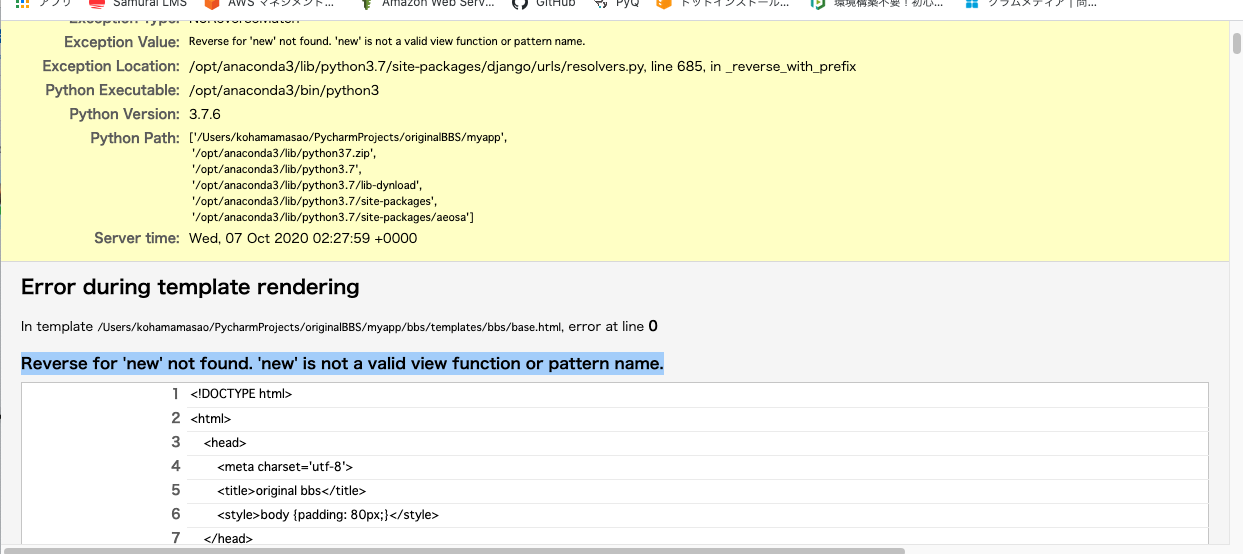 アプリ Samurai LMS AWS マネジメント... Amazon Web Serv... GitHub PyQ ドットインストール... 環境構築不要！初心... グラムメディア | 問...
Exception Type: NoReverseMatch
Exception Value: Reverse for 'new' not found. 'new' is not a valid view function or pattern name.
Exception Location: /opt/anaconda3/lib/python3.7/site-packages/django/urls/resolvers.py, line 685, in _reverse_with_prefix
Python Executable: /opt/anaconda3/bin/python3
Python Version: 3.7.6
Python Path: ['/Users/kohamamasao/PycharmProjects/originalBBS/myapp',
'/opt/anaconda3/lib/python37.zip',
'/opt/anaconda3/lib/python3.7',
'/opt/anaconda3/lib/python3.7/lib-dynload',
'/opt/anaconda3/lib/python3.7/site-packages',
'/opt/anaconda3/lib/python3.7/site-packages/aeosa']
Server time: Wed, 07 Oct 2020 02:27:59 +0000
Error during template rendering
In template /Users/kohamamasao/PycharmProjects/originalBBS/myapp/bbs/templates/bbs/base.html, error at line 0
Reverse for 'new' not found. 'new' is not a valid view function or pattern name.
1 <!DOCTYPE html>
2 <html>
3 <head>
4 <meta charset='utf-8'>
5 <title>original bbs</title>
6 <style>body {padding: 80px;}</style>
7 </head>